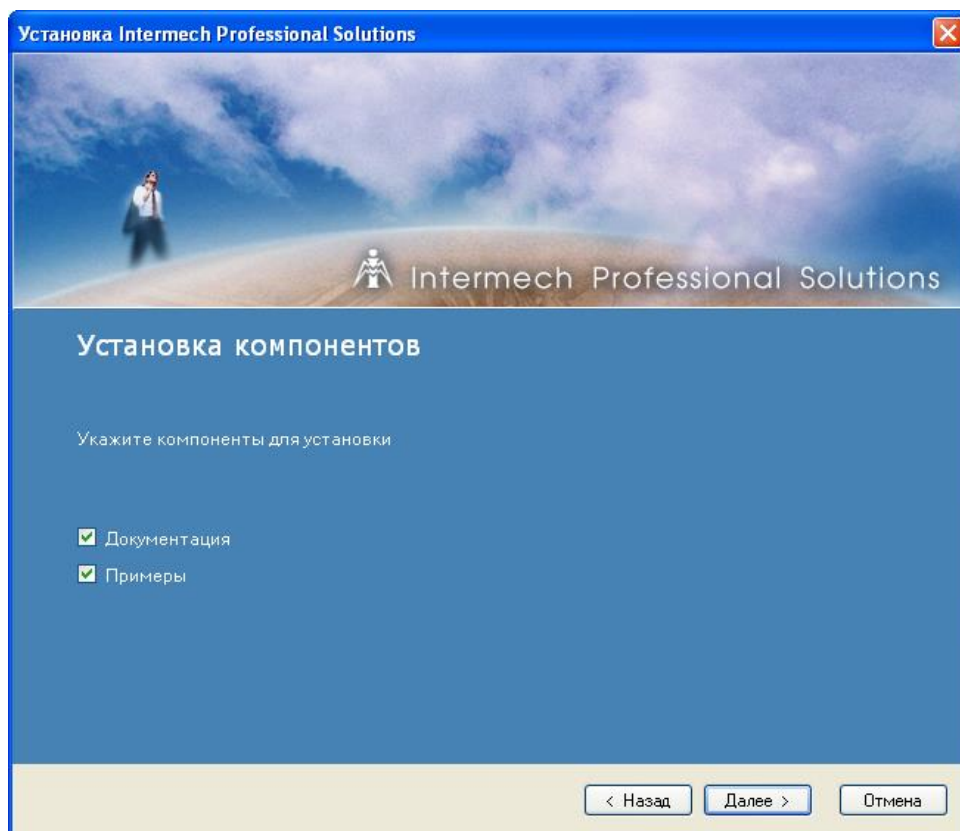 Установка Intermech Professional Solutions
Intermech Professional Solutions
Установка компонентов
Укажите компоненты для установки
Документация
Примеры
< Назад Далее > Отмена